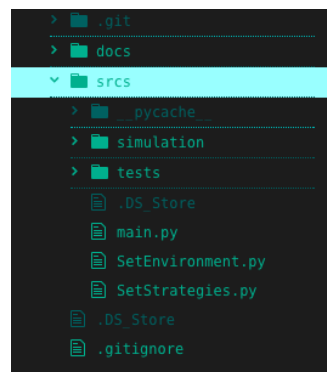 .git
docs
srcs
__pycache__
simulation
tests
.DS_Store
main.py
SetEnvironment.py
SetStrategies.py
.DS_Store
.gitignore